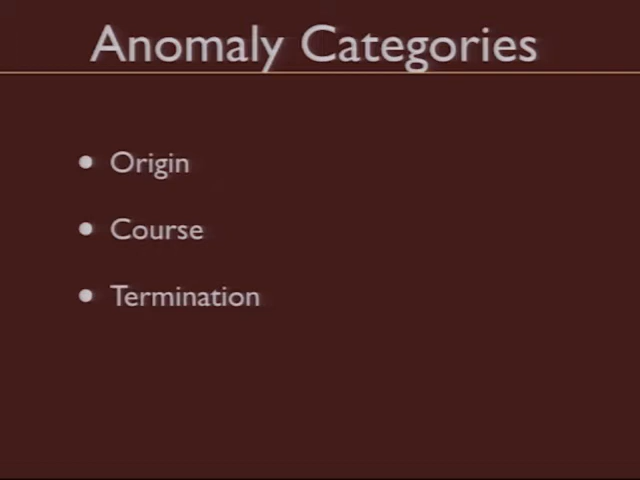 Anomaly Categories
• Origin
• Course
• Termination